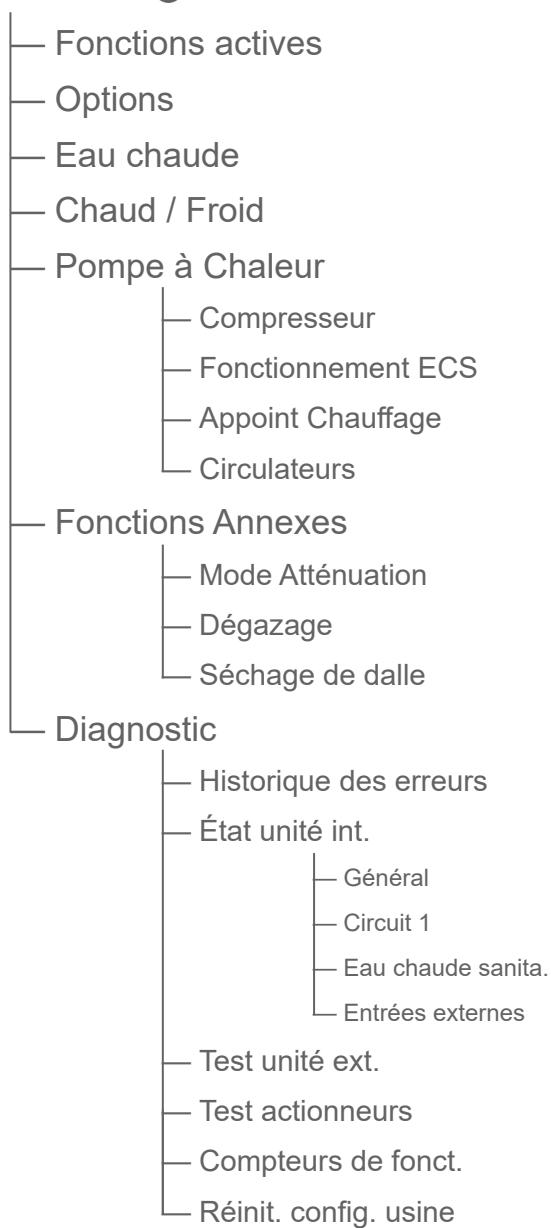 Fonctions actives
Options
Eau chaude
Chaud / Froid
Pompe à Chaleur
Compresseur
Fonctionnement ECS
Appoint Chauffage
Circulateurs
Fonctions Annexes
Mode Atténuation
Dégazage
Séchage de dalle
Diagnostic
Historique des erreurs
État unité int.
Général
Circuit 1
Eau chaude sanita.
Entrées externes
Test unité ext.
Test actionneurs
Compteurs de fonct.
Réinit. config. usine